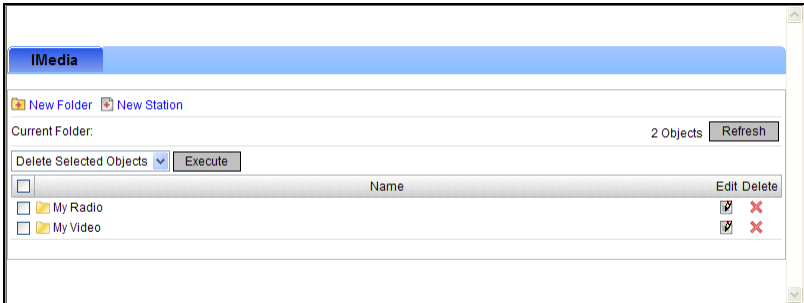 IMedia
New Folder New Station
Current Folder: 2 Objects Refresh
Delete Selected Objects Execute
Name Edit Delete
My Radio
My Video